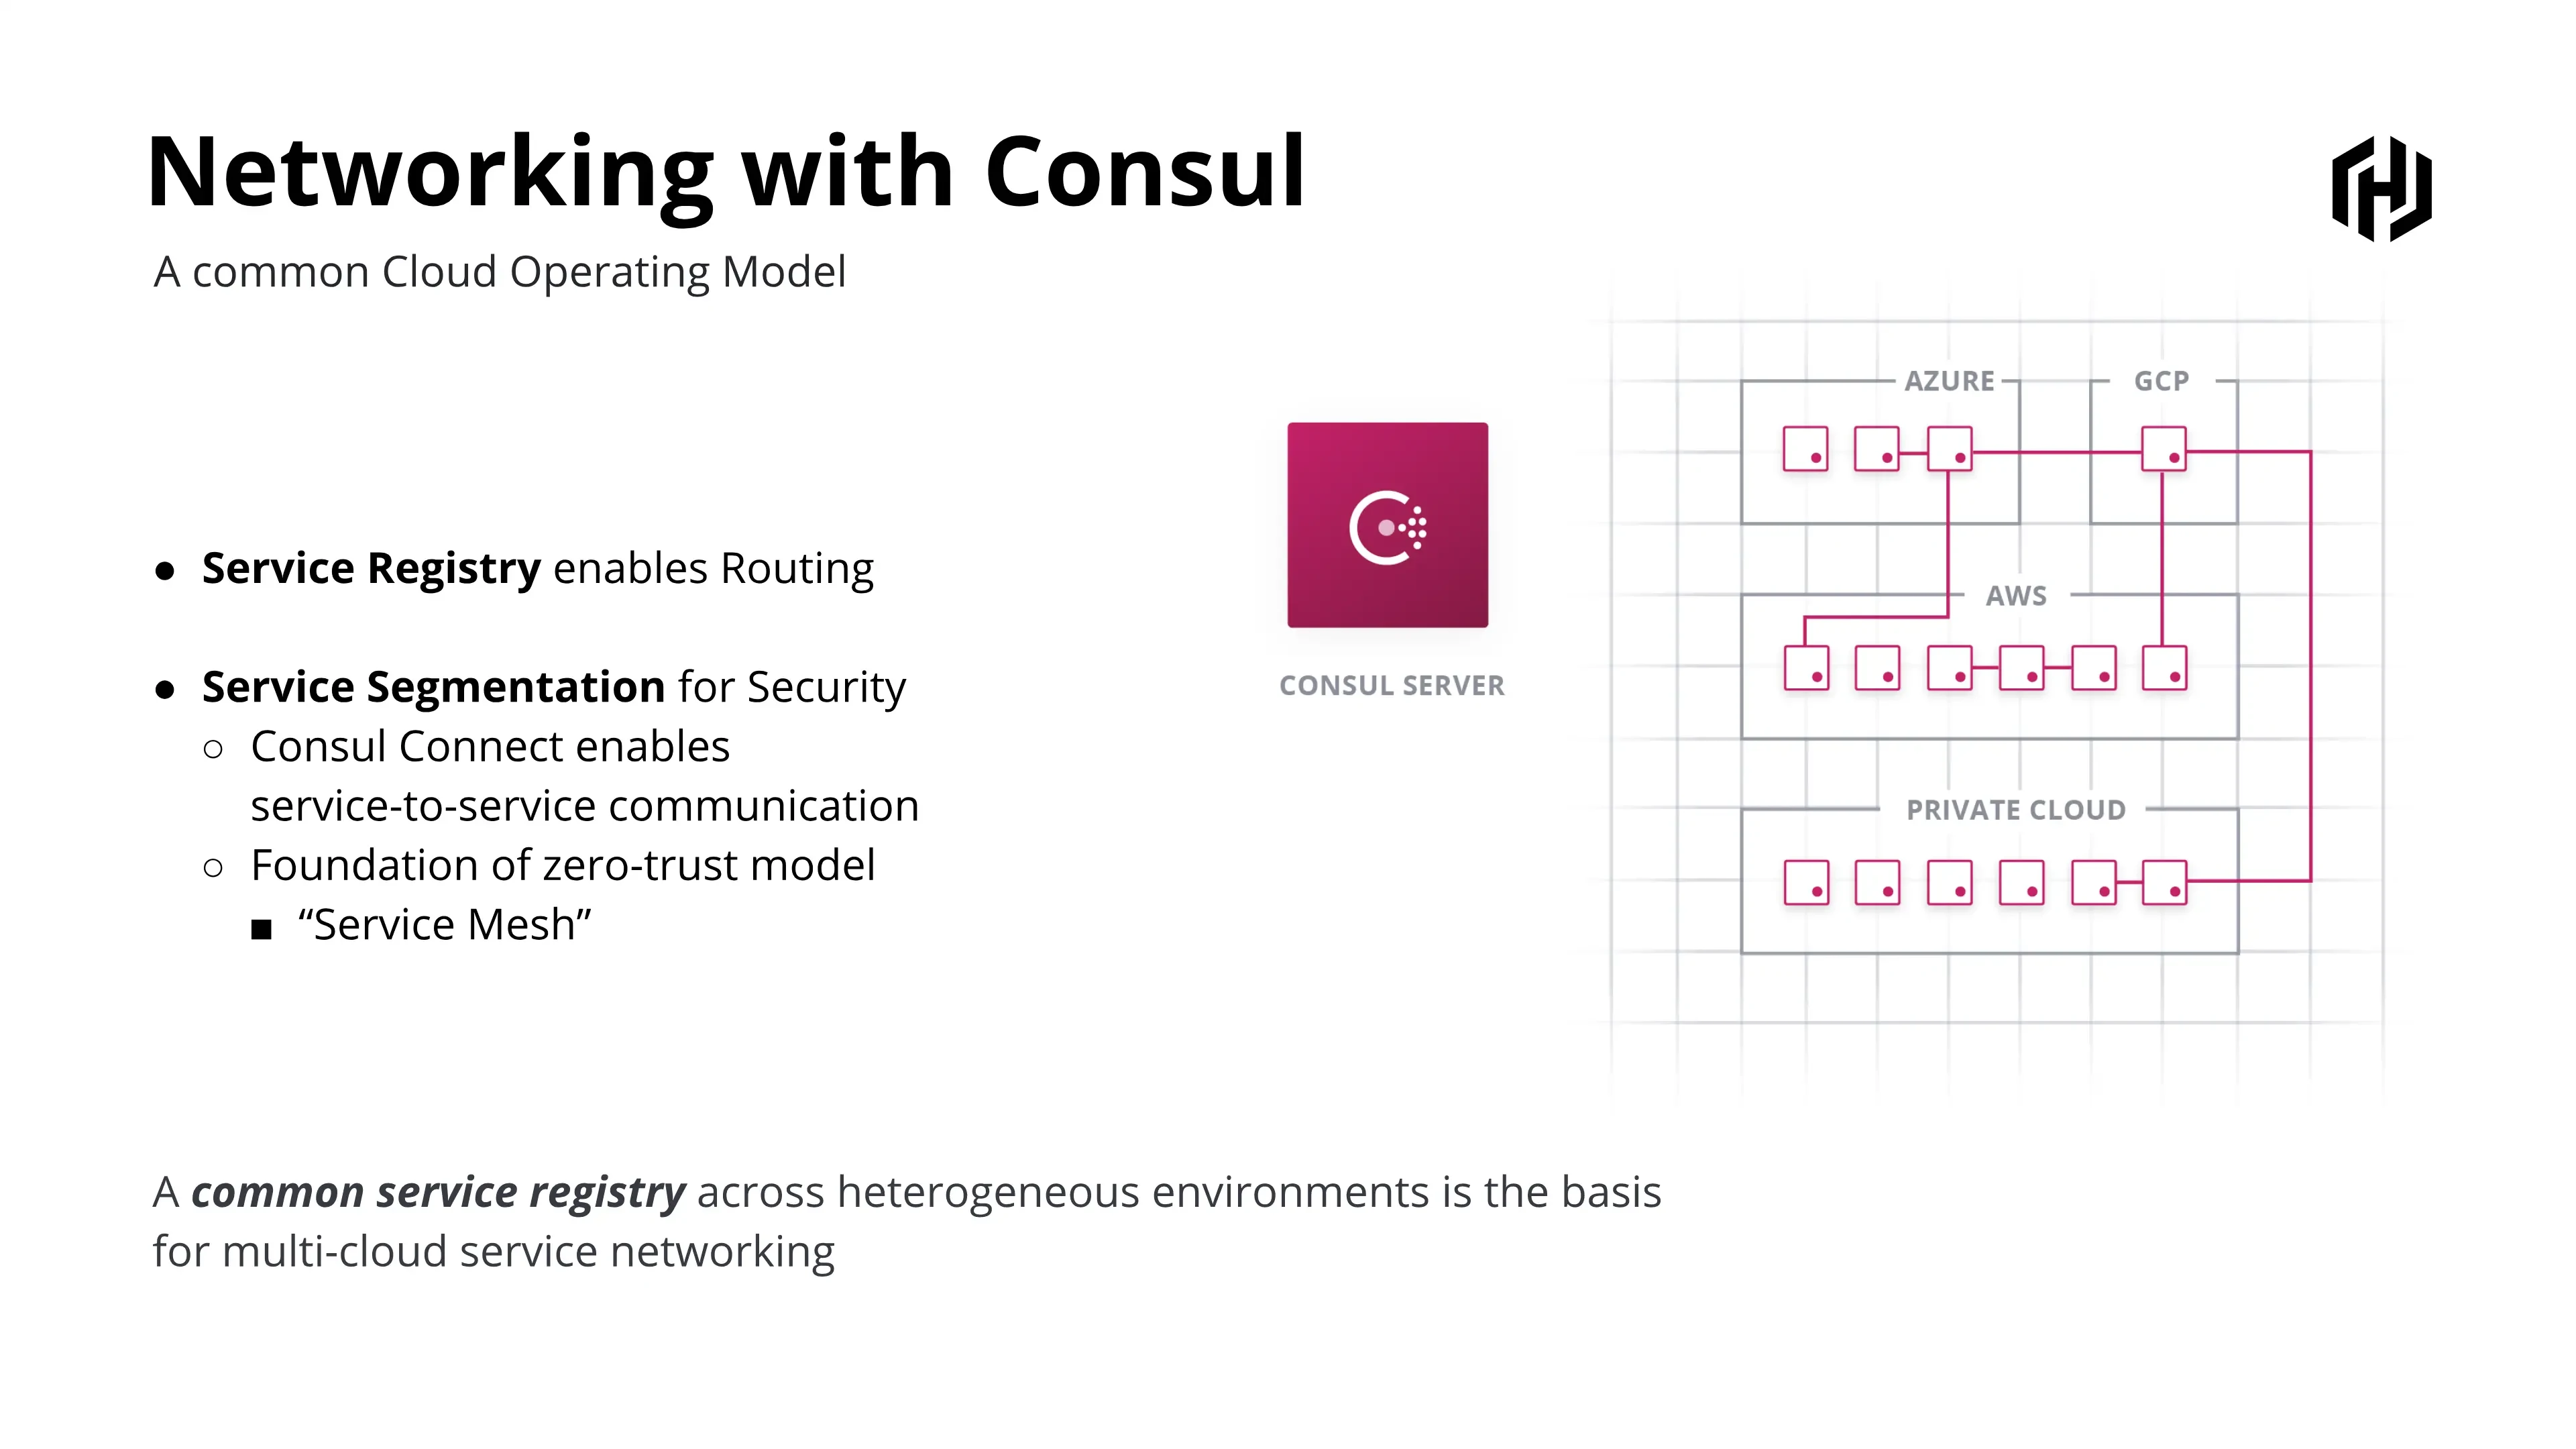 Networking with Consul
A common Cloud Operating Model
● Service Registry enables Routing
● Service Segmentation for Security
○ Consul Connect enables
service-to-service communication
○ Foundation of zero-trust model
■ “Service Mesh”
CONSUL SERVER
AZURE
GCP
AWS
PRIVATE CLOUD
A common service registry across heterogeneous environments is the basis
for multi-cloud service networking